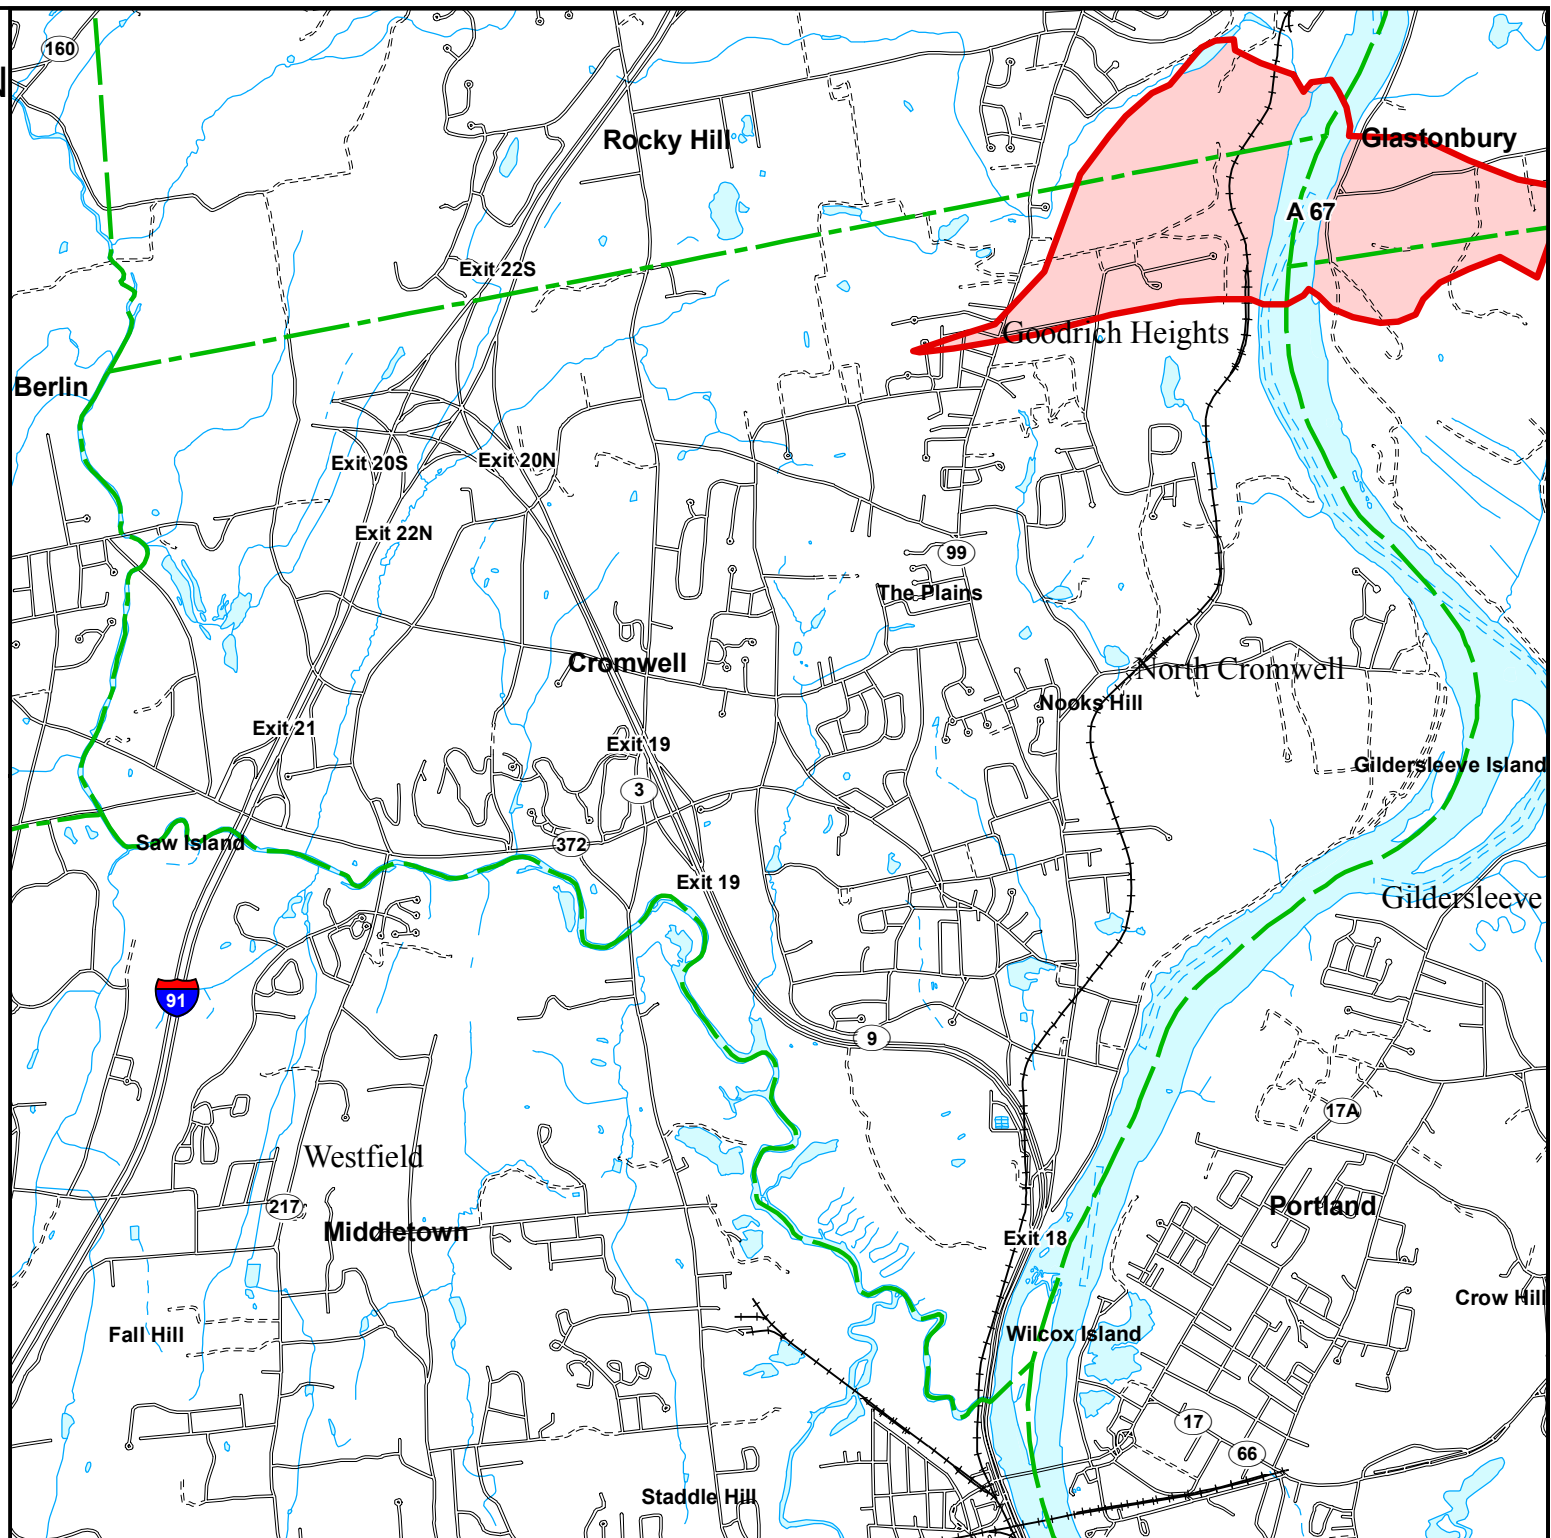 160
N
Rocky Hill
Glastonbury
A 67
Exit 22S
Goodrich Heights
Berlin
Exit 20S
Exit 20N
Exit 22N
99
The Plains
Cromwell
North Cromwell
Nooks Hill
Exit 21
Exit 19
Gildersleeve Island
3
Saw Island
372
Exit 19
Gildersleeve
91
9
17A
Westfield
217
Middletown
Portland
Exit 18
Crow Hill
Fall Hill
Wilcox Island
17
66
Staddle Hill